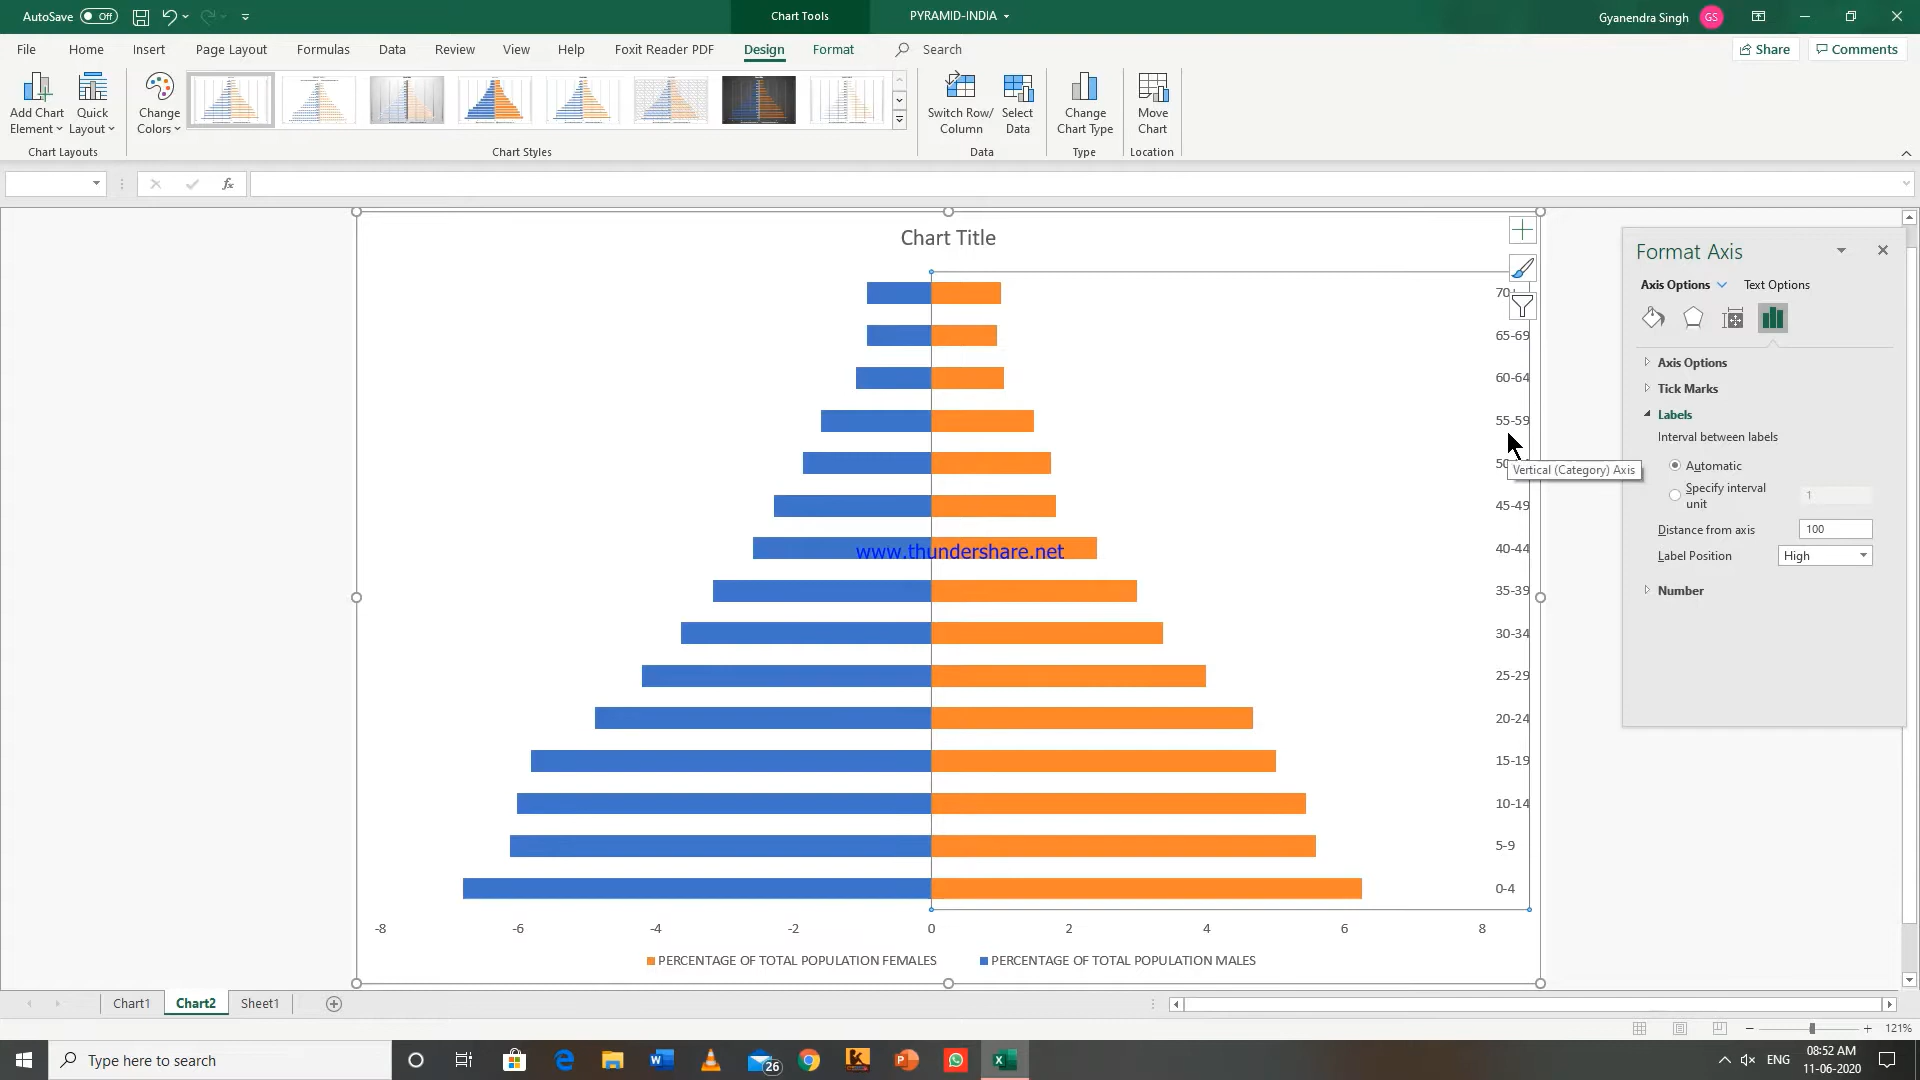 AutoSave Off
Chart Tools
PYRAMID-INDIA
Gyanendra Singh GS
File Home Insert Page Layout Formulas Data Review View Help Foxit Reader PDF Design Format Search
Share Comments
Add Chart Element
Quick Layout
Change Colors
Switch Row/ Column
Select Data
Change Chart Type
Move Chart
Chart Layouts
Chart Styles
Data
Type
Location
fx
Chart Title
65-69
60-64
55-59
45-49
40-44
www.thundershare.net
35-39
30-34
25-29
20-24
15-19
10-14
5-9
0-4
-8 -6 -4 -2 0 2 4 6 8
PERCENTAGE OF TOTAL POPULATION FEMALES PERCENTAGE OF TOTAL POPULATION MALES
Vertical (Category) Axis
Format Axis
Axis Options Text Options
Axis Options
Tick Marks
Labels
Interval between labels
Automatic
Specify interval unit 1
Distance from axis 100
Label Position High
Number
Chart1 Chart2 Sheet1
121%
Type here to search
26
ENG
08:52 AM
11-06-2020